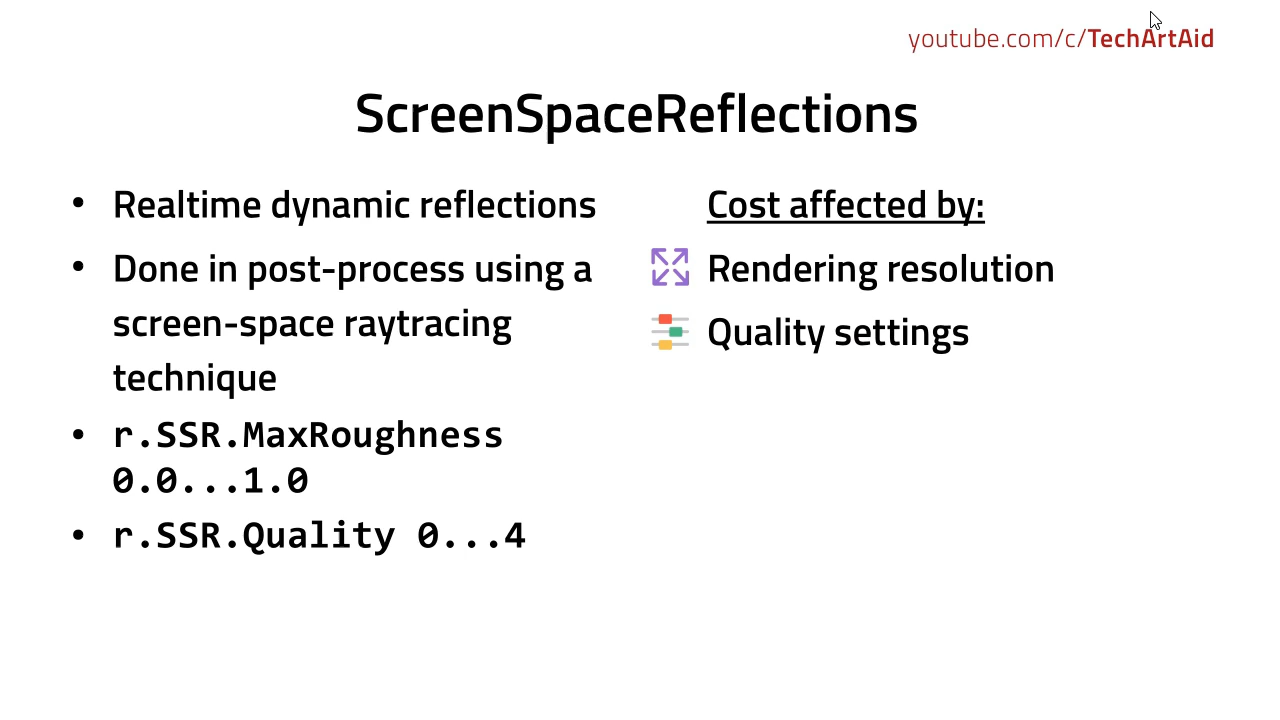 youtube.com/c/TechArtAid
ScreenSpaceReflections
• Realtime dynamic reflections
• Done in post-process using a
screen-space raytracing
technique
• r.SSR.MaxRoughness
0.0...1.0
• r.SSR.Quality 0...4
Cost affected by:
Rendering resolution
Quality settings